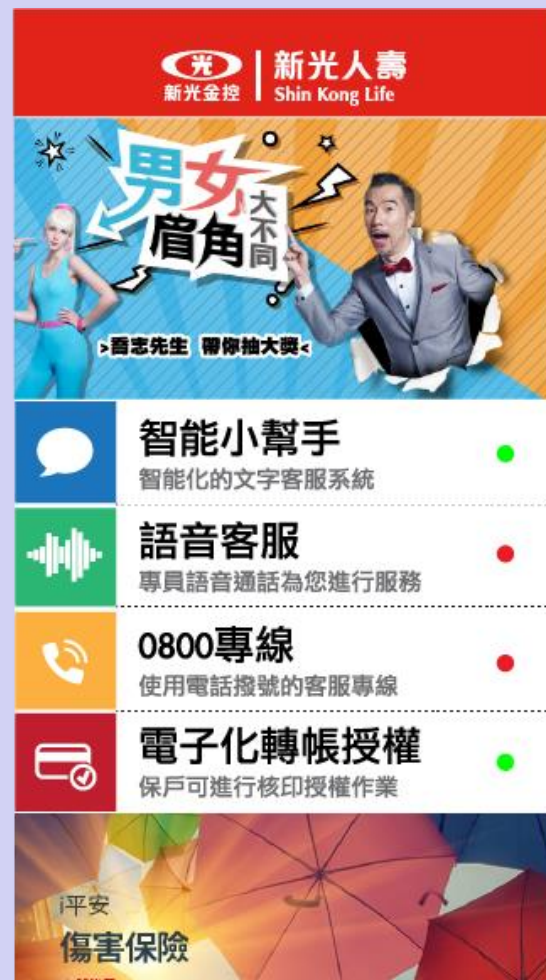 光
新光金控
新光人壽
Shin Kong Life
男女
眉角
大不同
>喬志先生 帶你抽大獎<
智能小幫手
智能化的文字客服系統
語音客服
專員語音通話為您進行服務
0800專線
使用電話撥號的客服專線
電子化轉帳授權
保戶可進行核印授權作業
i平安
傷害保險